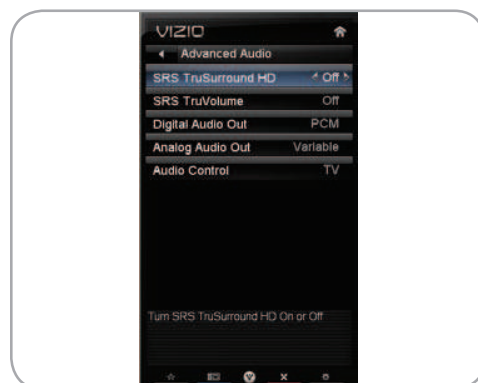 VIZIO
Advanced Audio
SRS TruSurround HD Off
SRS TruVolume Off
Digital Audio Out PCM
Analog Audio Out Variable
Audio Control TV
Turn SRS TruSurround HD On or Off